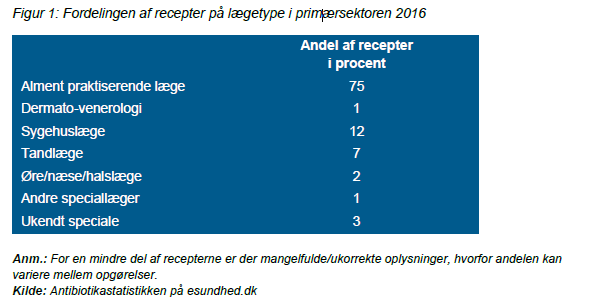 Figur 1: Fordelingen af recepter på lægetype i primærsektoren 2016
Andel af recepter
i procent
Alment praktiserende læge 75
Dermato-venerologi 1
Sygehuslæge 12
Tandlæge 7
Øre/næse/halslæge 2
Andre speciallæger 1
Ukendt speciale 3
Anm.: For en mindre del af recepterne er der mangelfulde/ukorrekte oplysninger, hvorfor andelen kan
variere mellem opgørelser.
Kilde: Antibiotikastatistikken på esundhed.dk